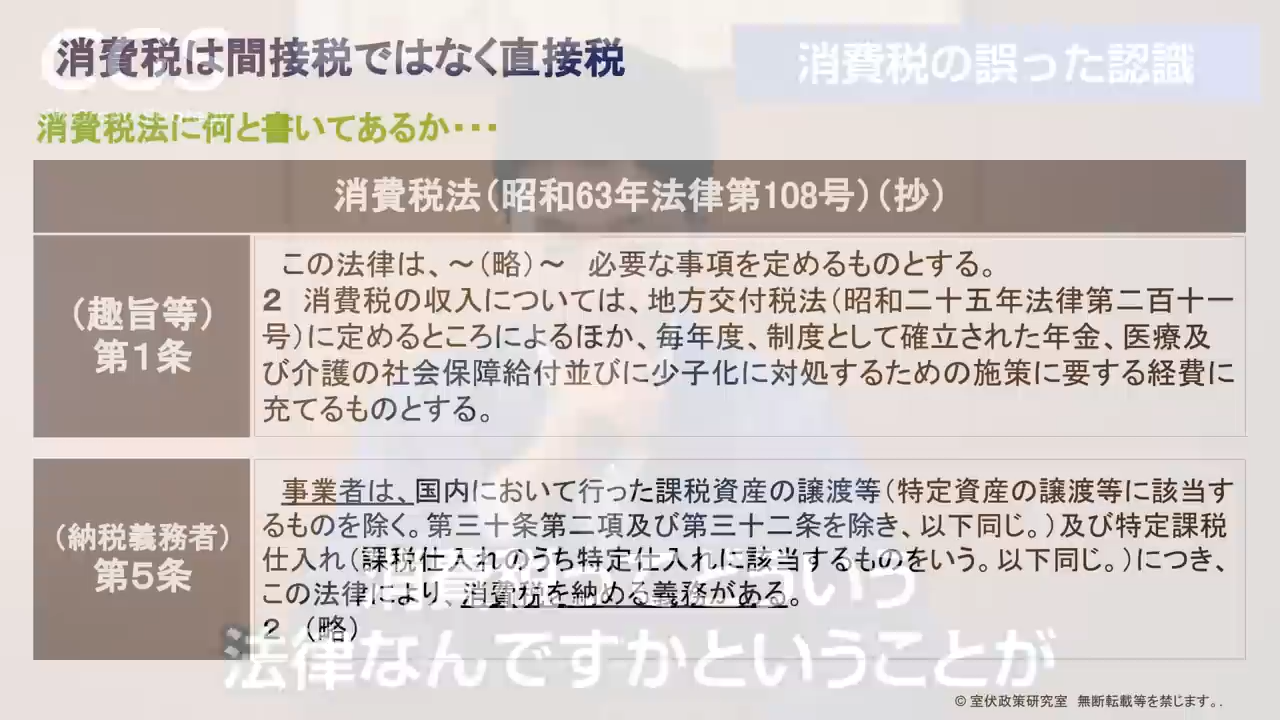 CGS
消費税は間接税ではなく直接税
消費税の誤った認識
消費税法に何と書いてあるか・・・
消費税法（昭和63年法律第108号）（抄）
（趣旨等）
第1条
この法律は、～（略）～　必要な事項を定めるものとする。
2　消費税の収入については、地方交付税法（昭和二十五年法律第二百十一
号）に定めるところによるほか、毎年度、制度として確立された年金、医療及
び介護の社会保障給付並びに少子化に対処するための施策に要する経費に
充てるものとする。
（納税義務者）
第5条
事業者は、国内において行った課税資産の譲渡等（特定資産の譲渡等に該当す
るものを除く。第三十条第二項及び第三十二条を除き、以下同じ。）及び特定課税
仕入れ（課税仕入れのうち特定仕入れに該当するものをいう。以下同じ。）につき、
この法律により、消費税を納める義務がある。
2　（略）
消費税ってどういう
法律なんですかということが
© 室伏政策研究室　無断転載等を禁じます。.